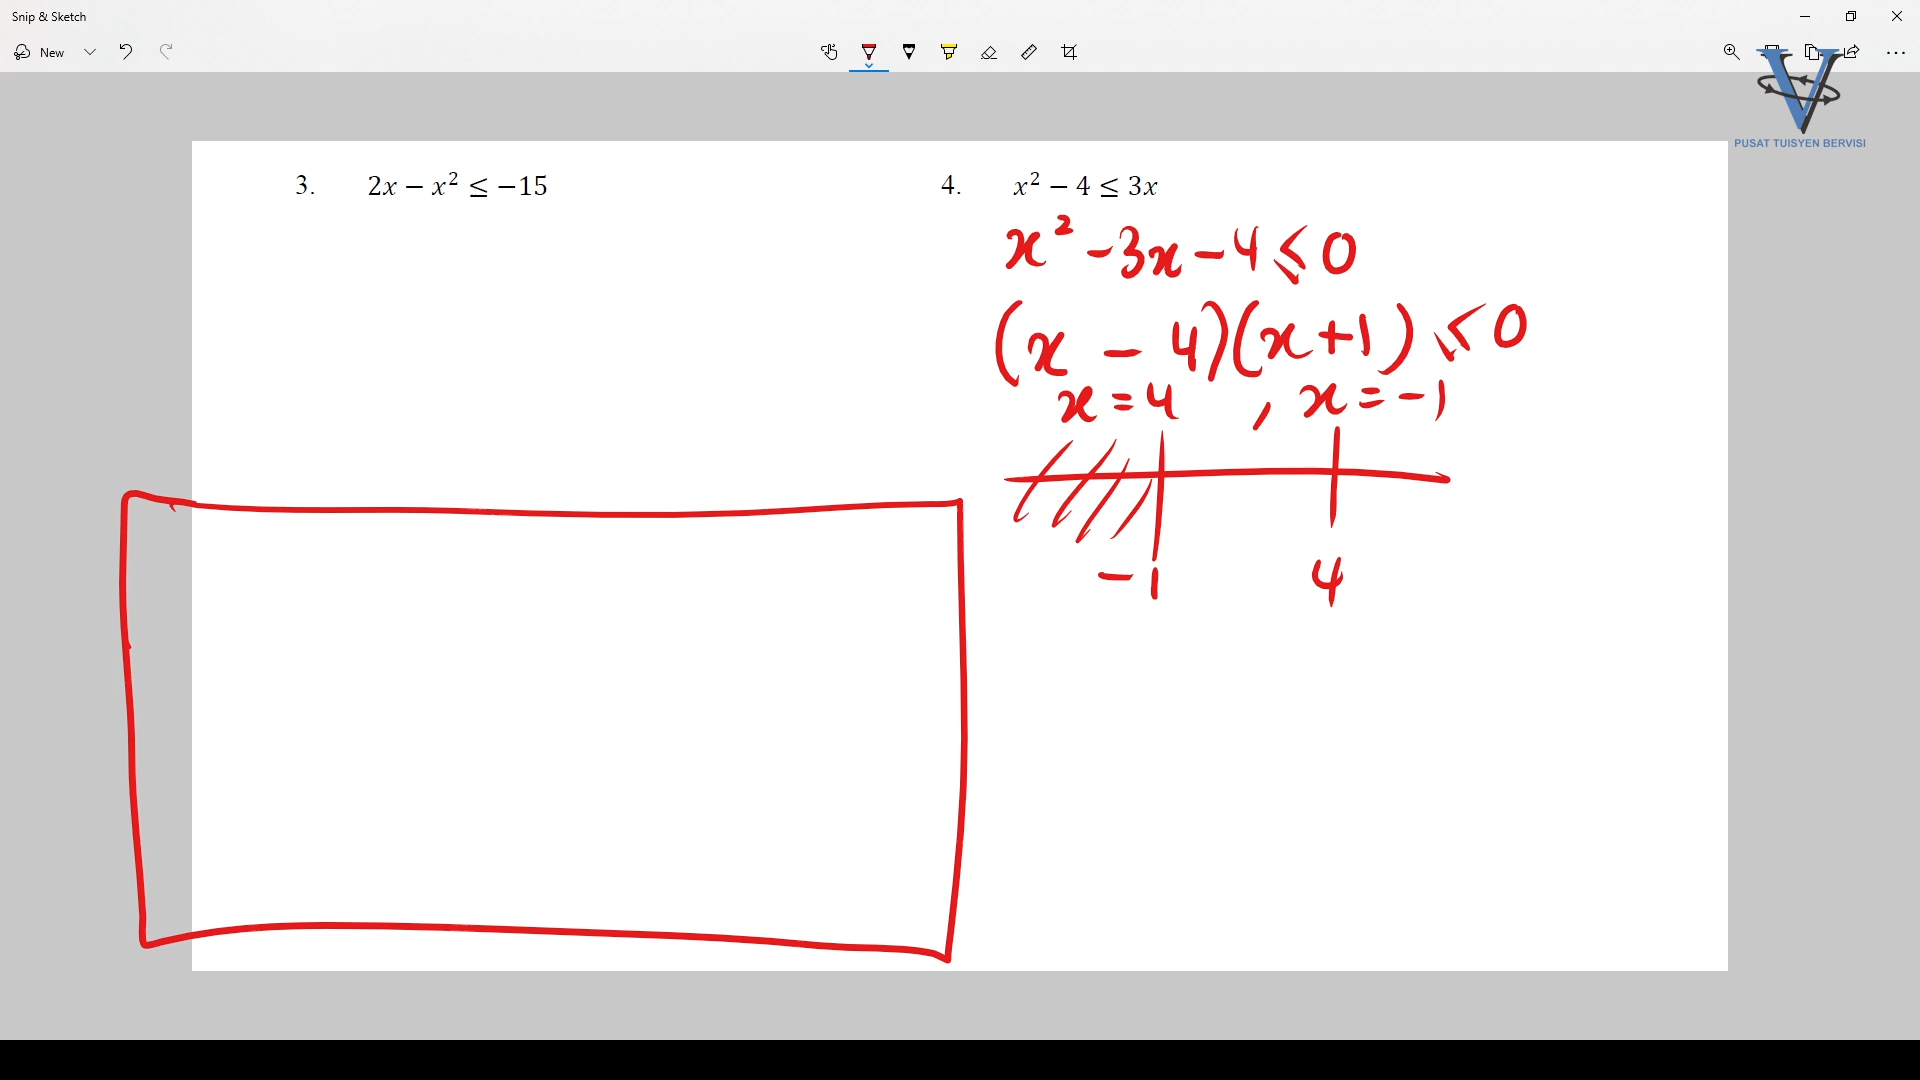 Snip & Sketch
New
PUSAT TUISYEN BERVISI
3. 2x − x² ≤ −15
4. x² − 4 ≤ 3x
x² -3x - 4 ≤ 0
(x - 4)(x+1) ≤ 0
x = 4 , x = -1
-1 4